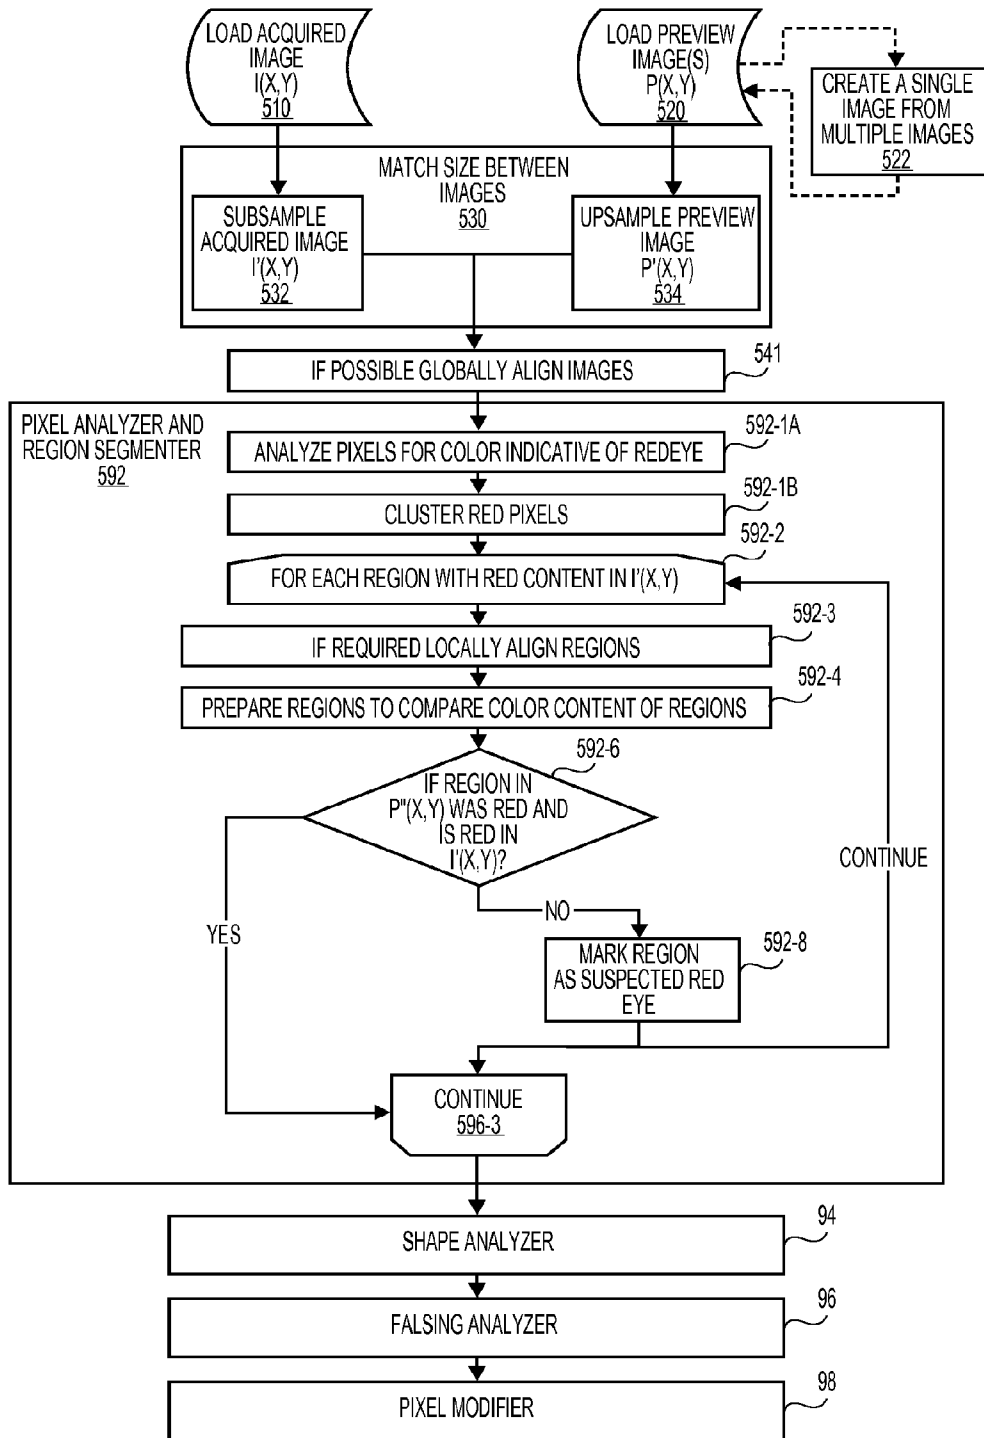 LOAD ACQUIRED
IMAGE
I(X,Y)
510
LOAD PREVIEW
IMAGE(S)
P(X,Y)
520
CREATE A SINGLE
IMAGE FROM
MULTIPLE IMAGES
522
MATCH SIZE BETWEEN
IMAGES
530
SUBSAMPLE
ACQUIRED IMAGE
I'(X,Y)
532
UPSAMPLE PREVIEW
IMAGE
P'(X,Y)
534
IF POSSIBLE GLOBALLY ALIGN IMAGES
541
PIXEL ANALYZER AND
REGION SEGMENTER
592
ANALYZE PIXELS FOR COLOR INDICATIVE OF REDEYE
592-1A
CLUSTER RED PIXELS
592-1B
FOR EACH REGION WITH RED CONTENT IN I'(X,Y)
592-2
IF REQUIRED LOCALLY ALIGN REGIONS
592-3
PREPARE REGIONS TO COMPARE COLOR CONTENT OF REGIONS
592-4
IF REGION IN
P"(X,Y) WAS RED AND
IS RED IN
I'(X,Y)?
592-6
CONTINUE
YES
NO
MARK REGION
AS SUSPECTED RED
EYE
592-8
CONTINUE
596-3
SHAPE ANALYZER
94
FALSING ANALYZER
96
PIXEL MODIFIER
98